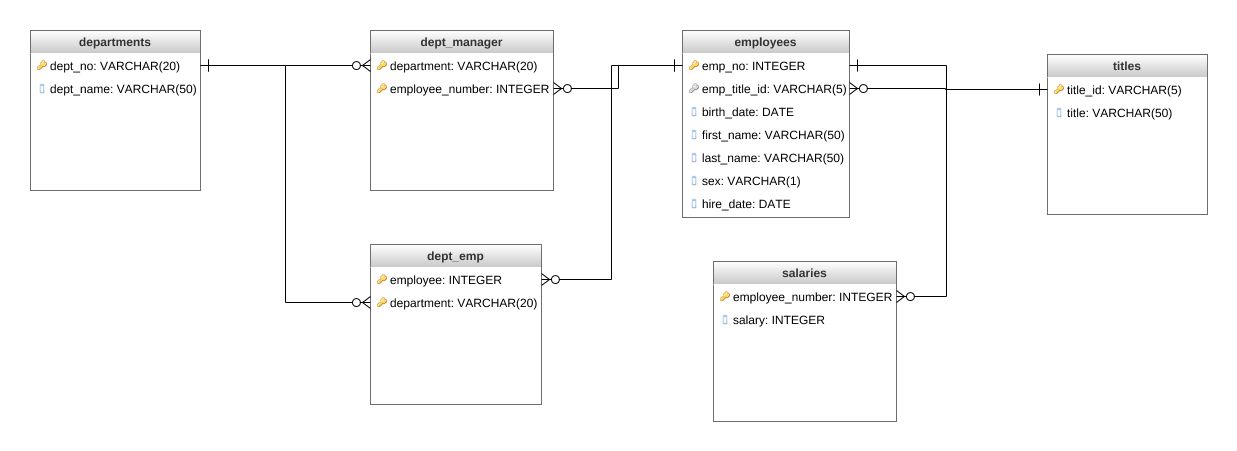 departments
dept_no: VARCHAR(20)
dept_name: VARCHAR(50)
dept_manager
department: VARCHAR(20)
employee_number: INTEGER
employees
emp_no: INTEGER
emp_title_id: VARCHAR(5)
birth_date: DATE
first_name: VARCHAR(50)
last_name: VARCHAR(50)
sex: VARCHAR(1)
hire_date: DATE
titles
title_id: VARCHAR(5)
title: VARCHAR(50)
dept_emp
employee: INTEGER
department: VARCHAR(20)
salaries
employee_number: INTEGER
salary: INTEGER